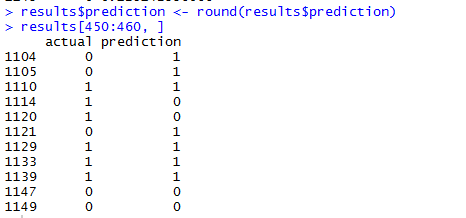 > results$prediction <- round(results$prediction)
> results[450:460, ]
actual prediction
1104 0 1
1105 0 1
1110 1 1
1114 1 0
1120 1 0
1121 0 1
1129 1 1
1133 1 1
1139 1 1
1147 0 0
1149 0 0